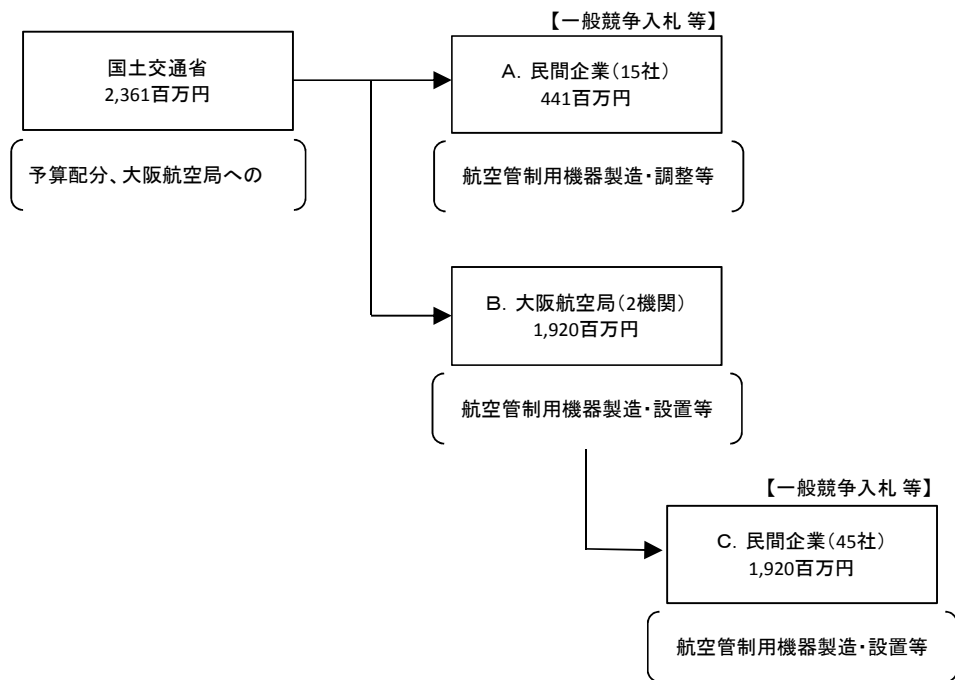 【一般競争入札 等】
国土交通省
2,361百万円
A. 民間企業(15社)
441百万円
予算配分、大阪航空局への
航空管制用機器製造・調整等
B. 大阪航空局(2機関)
1,920百万円
航空管制用機器製造・設置等
【一般競争入札 等】
C. 民間企業(45社)
1,920百万円
航空管制用機器製造・設置等